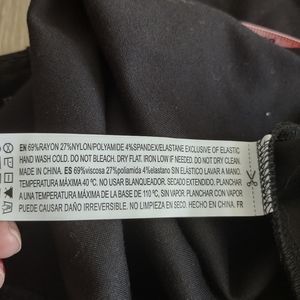 EN 69%RAYON 27%NYLON/POLYAMIDE 4%SPANDEX/ELASTANE EXCLUSIVE OF ELASTIC
HAND WASH COLD. DO NOT BLEACH. DRY FLAT. IRON LOW IF NEEDED. DO NOT DRY CLEAN.
MADE IN CHINA. ES 69%viscosa 27%poliamida 4%elastano SIN ELÁSTICO LAVAR A MANO.
TEMPERATURA MÁXIMA 40 ºC. NO USAR BLANQUEADOR. SECADO EXTENDIDO. PLANCHAR
A UNA TEMPERATURA MÁXIMA DE LA BASE DE 110 ºC, SIN VAPOR. SIN VAPOR
PUEDE CAUSAR DAÑO IRREVERSIBLE. NO LIMPIEZA EN SECO. HECHO EN CHINA. FR